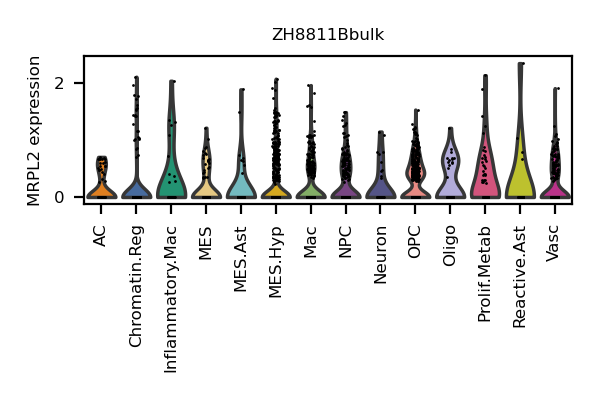 ZH8811Bbulk
MRPL2 expression
2
0
AC
Chromatin.Reg
Inflammatory.Mac
MES
MES.Ast
MES.Hyp
Mac
NPC
Neuron
OPC
Oligo
Prolif.Metab
Reactive.Ast
Vasc